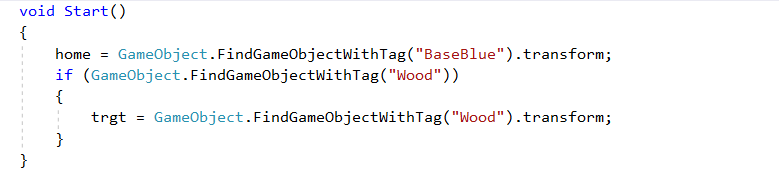 void Start()
{
home = GameObject.FindGameObjectWithTag("BaseBlue").transform;
if (GameObject.FindGameObjectWithTag("Wood"))
{
trgt = GameObject.FindGameObjectWithTag("Wood").transform;
}
}